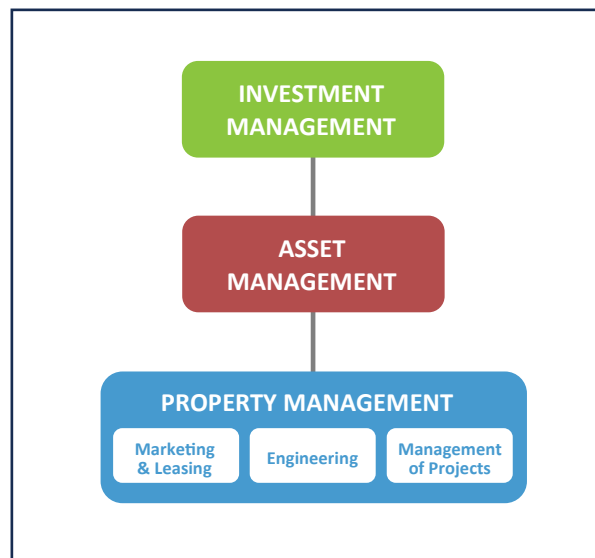 INVESTMENT
MANAGEMENT
ASSET
MANAGEMENT
PROPERTY MANAGEMENT
Marketing
& Leasing
Engineering
Management
of Projects